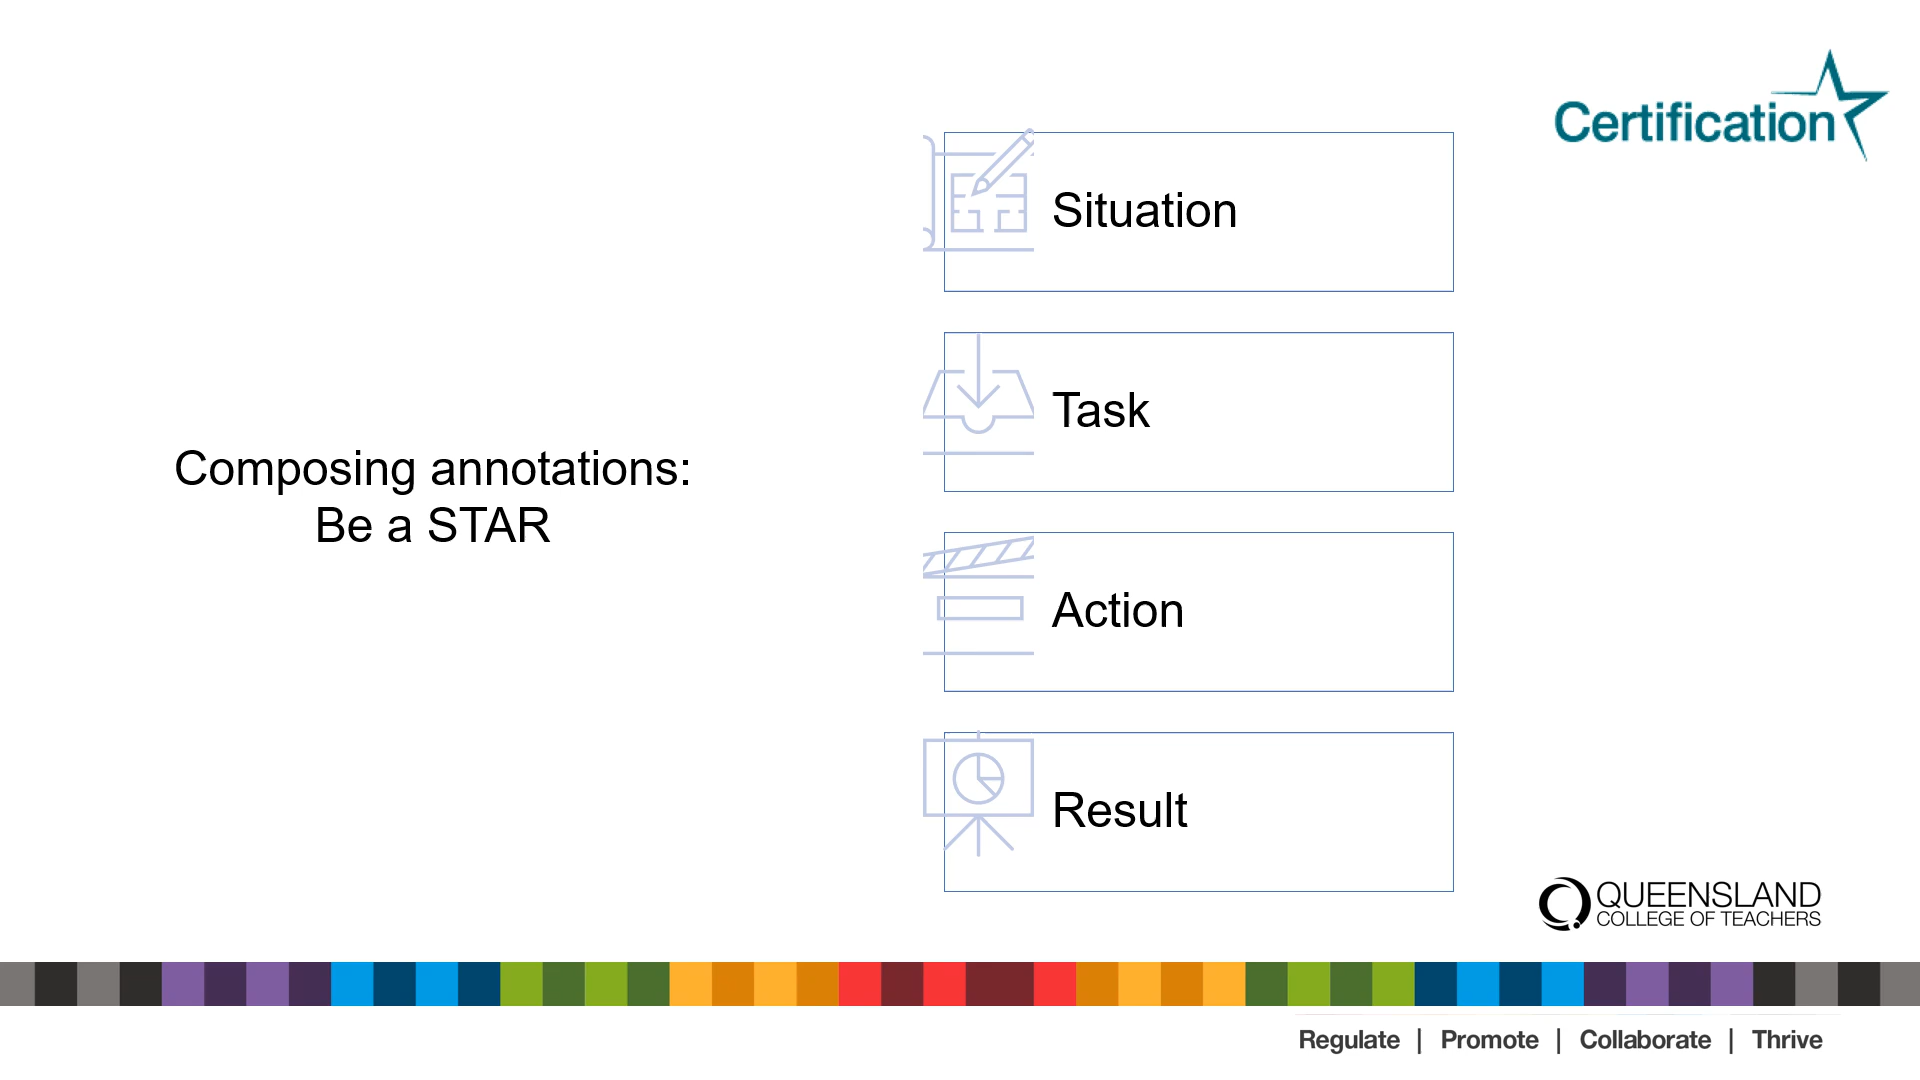 Certification
Composing annotations:
Be a STAR
Situation
Task
Action
Result
QUEENSLAND
COLLEGE OF TEACHERS
Regulate | Promote | Collaborate | Thrive